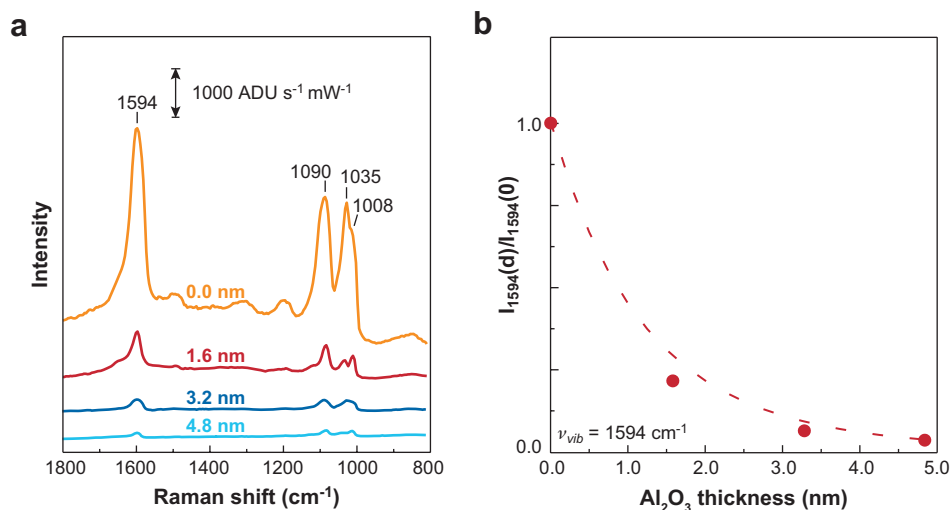 a
1594
1000 ADU s⁻¹ mW⁻¹
1090
1035
1008
Intensity
0.0 nm
1.6 nm
3.2 nm
4.8 nm
1800 1600 1400 1200 1000 800
Raman shift (cm⁻¹)
b
I₁₅₉₄(d)/I₁₅₉₄(0)
1.0
0.0
ν_vib = 1594 cm⁻¹
0.0 1.0 2.0 3.0 4.0 5.0
Al₂O₃ thickness (nm)